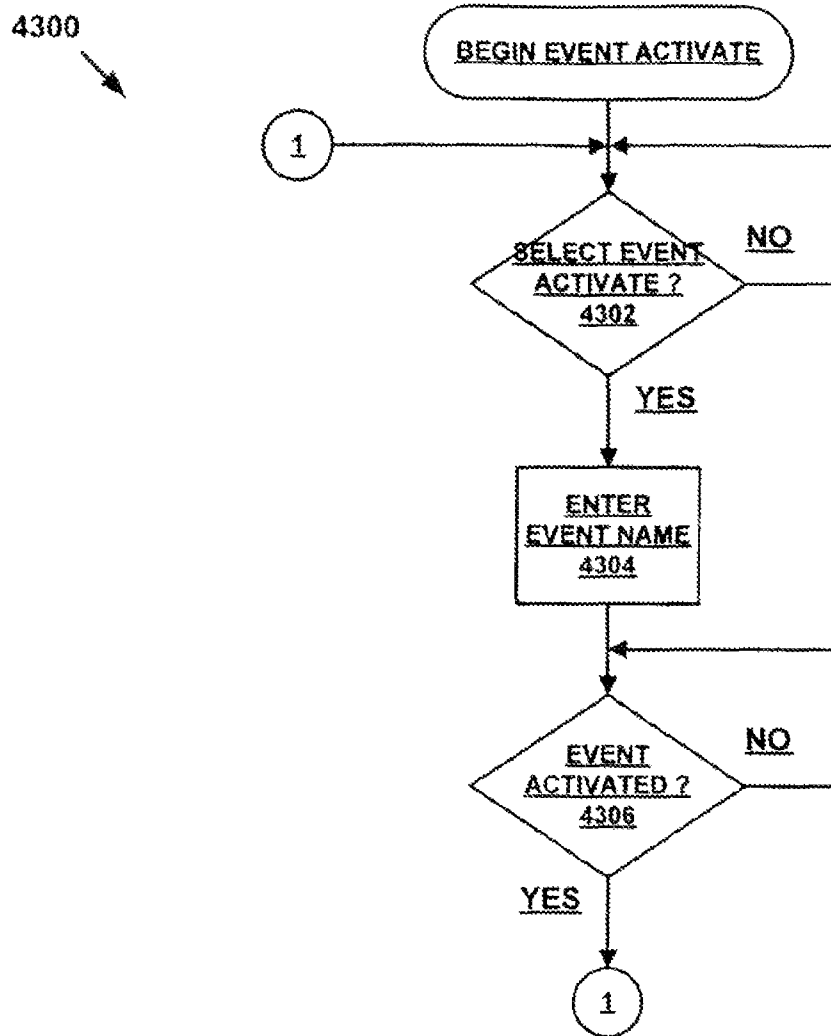 4300
BEGIN EVENT ACTIVATE
1
SELECT EVENT
ACTIVATE ?
4302
NO
YES
ENTER
EVENT NAME
4304
EVENT
ACTIVATED ?
4306
NO
YES
1